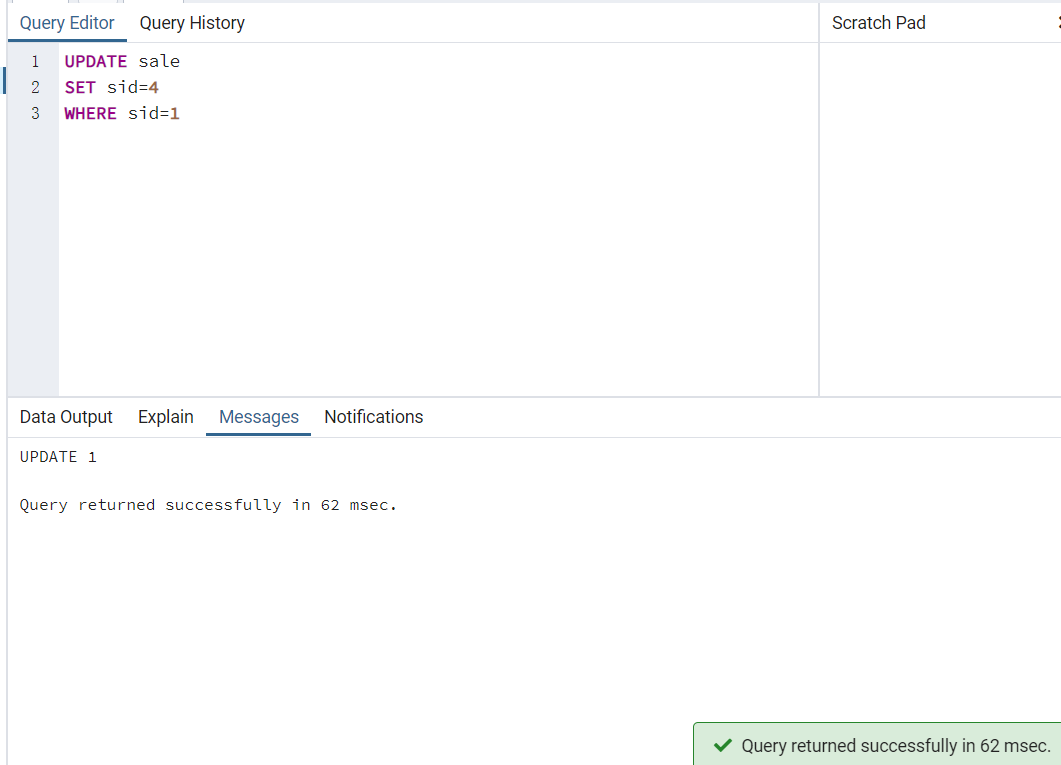 Query Editor Query History Scratch Pad
1 UPDATE sale
2 SET sid=4
3 WHERE sid=1
Data Output Explain Messages Notifications
UPDATE 1
Query returned successfully in 62 msec.
Query returned successfully in 62 msec.